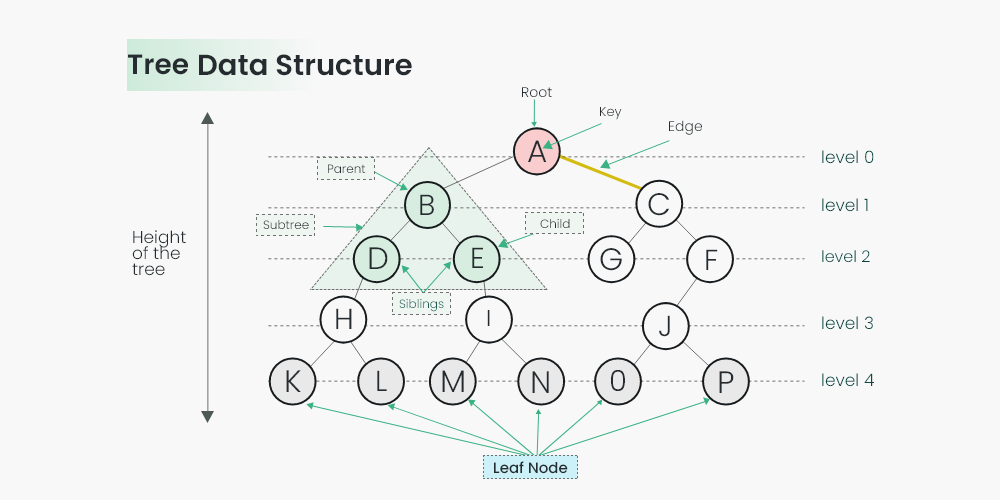 Tree Data Structure
Root
Key
Edge
A
level 0
Parent
B
C
level 1
Subtree
Child
Height
of the
tree
D
E
G
F
level 2
Siblings
H
I
J
level 3
K
L
M
N
0
P
level 4
Leaf Node